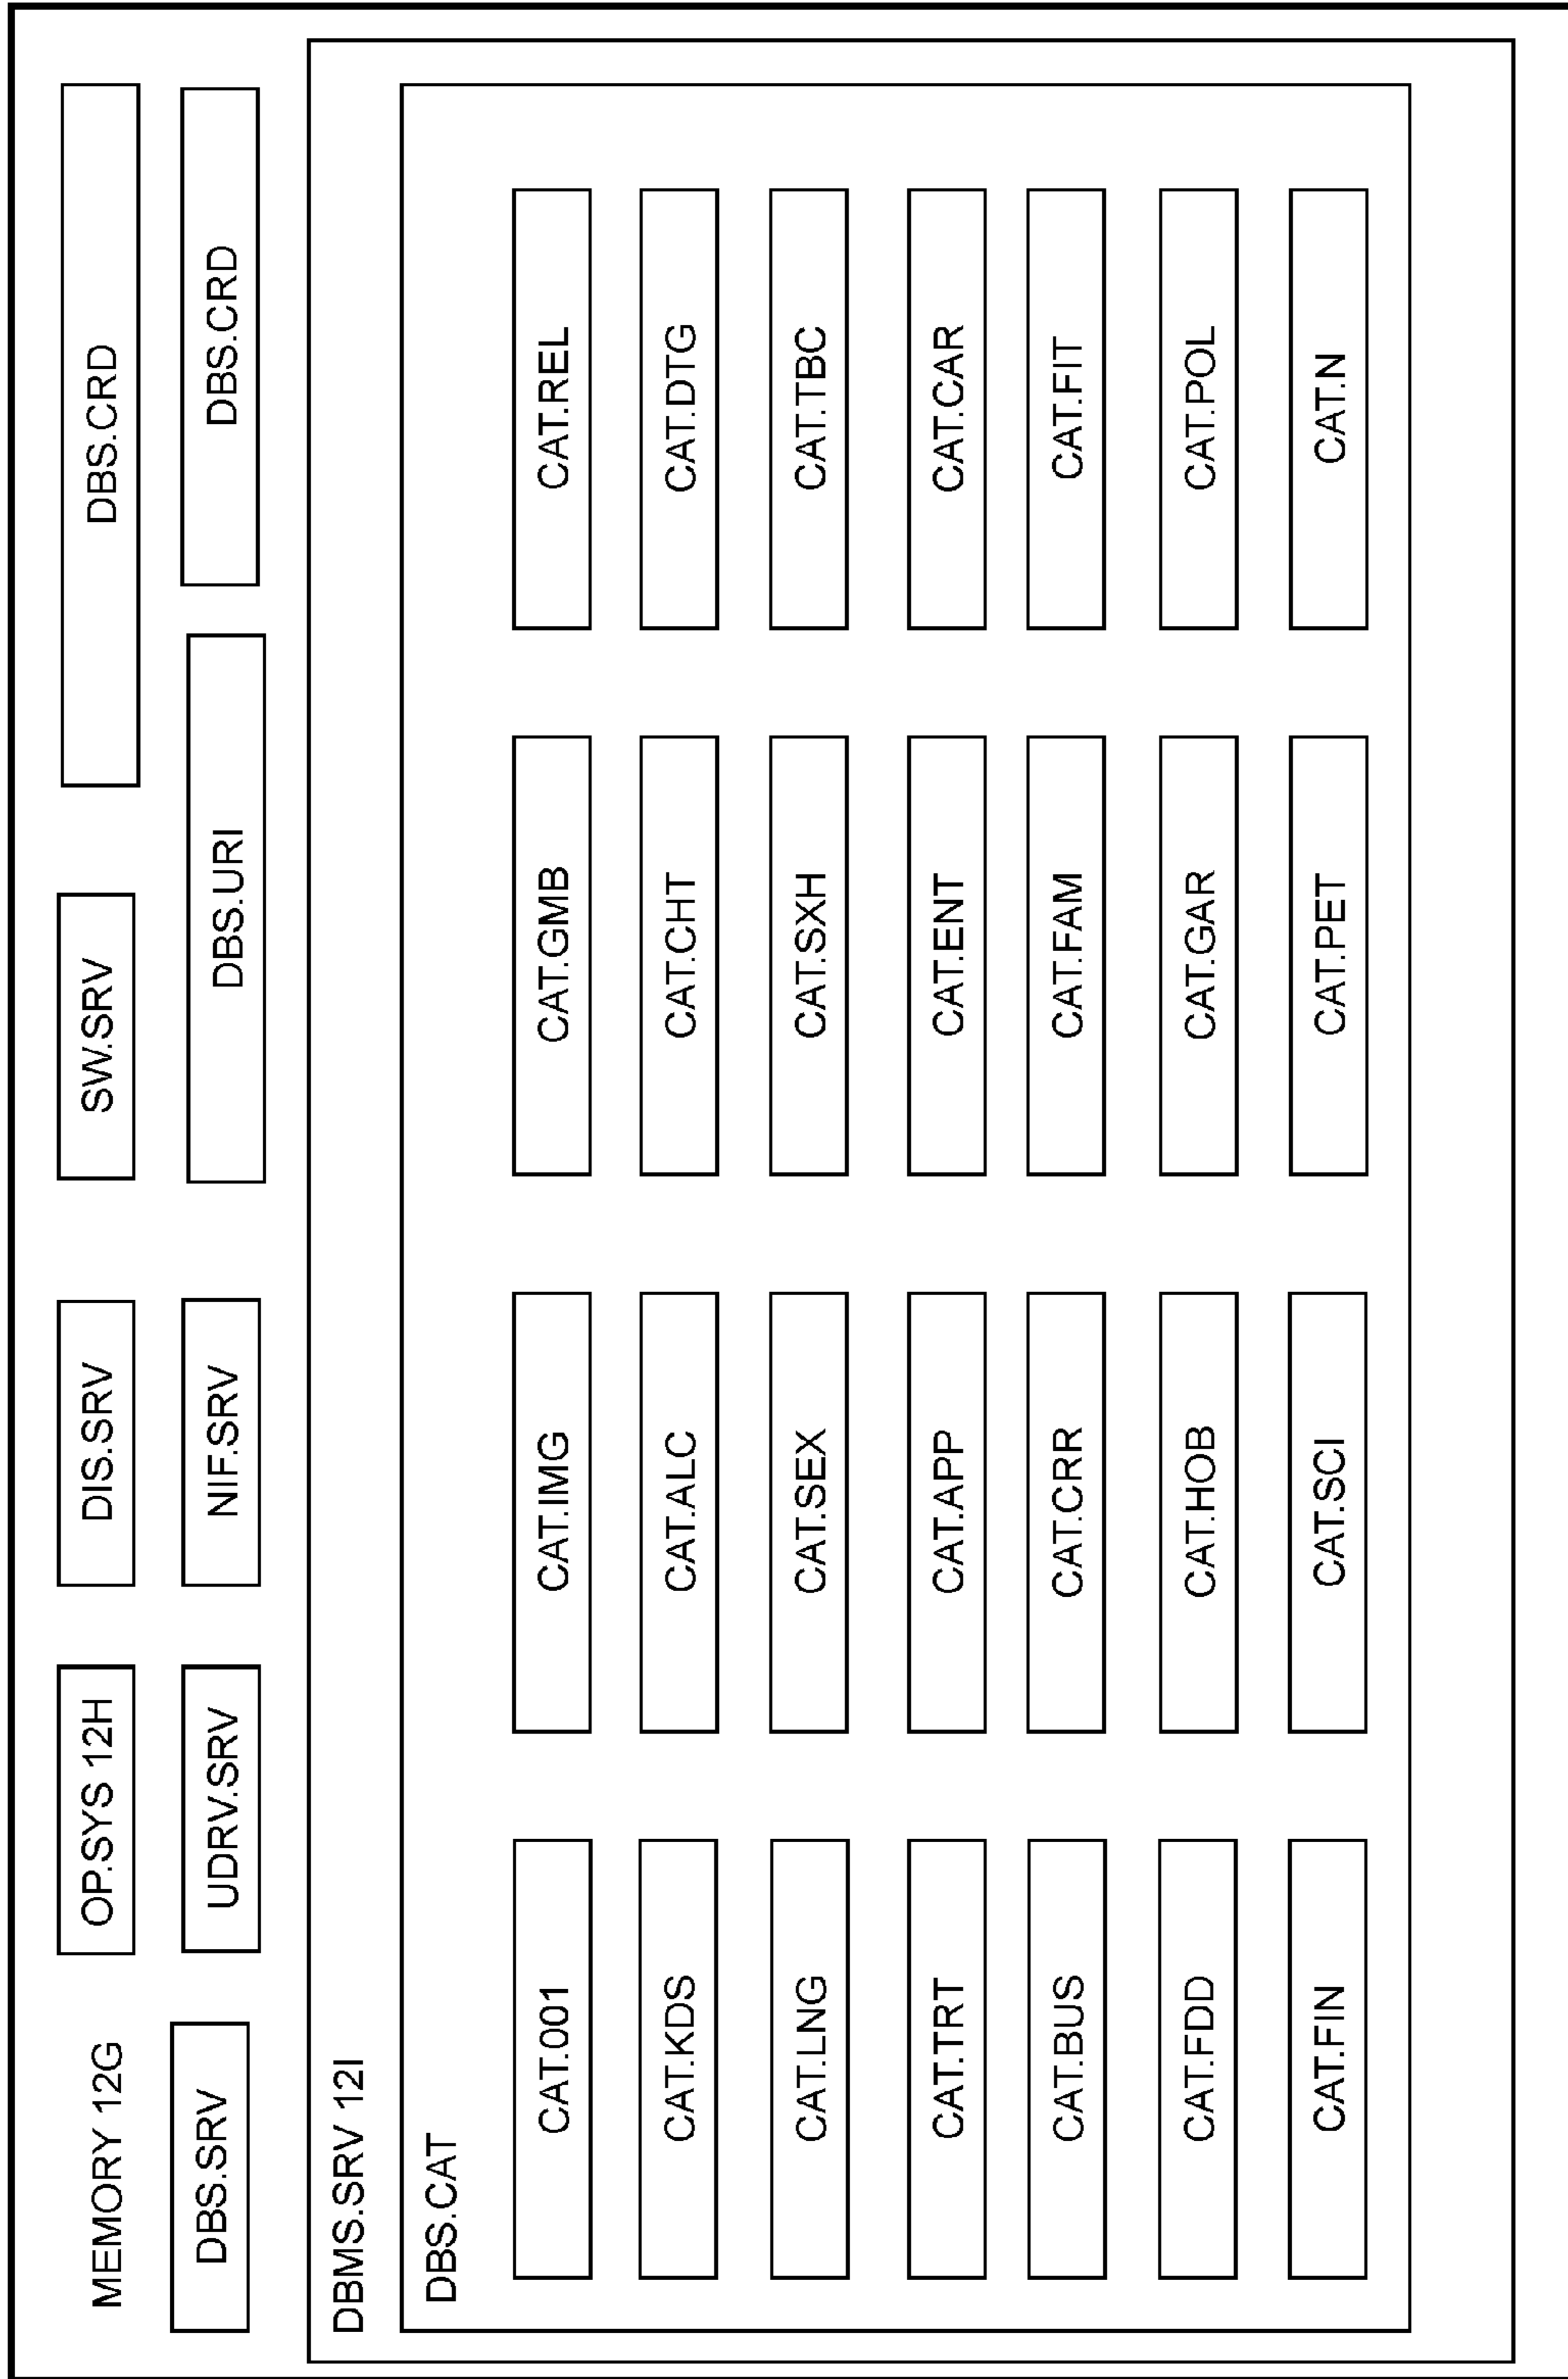 MEMORY 12G
OP.SYS 12H
DIS.SRV
SW.SRV
DBS.CRD
DBS.SRV
UDRV.SRV
NIF.SRV
DBS.URI
DBS.CRD
DBMS.SRV 12I
DBS.CAT
CAT.001
CAT.IMG
CAT.GMB
CAT.REL
CAT.KDS
CAT.ALC
CAT.CHT
CAT.DTG
CAT.LNG
CAT.SEX
CAT.SXH
CAT.TBC
CAT.TRT
CAT.APP
CAT.ENT
CAT.CAR
CAT.BUS
CAT.CRR
CAT.FAM
CAT.FIT
CAT.FDD
CAT.HOB
CAT.GAR
CAT.POL
CAT.FIN
CAT.SCI
CAT.PET
CAT.N